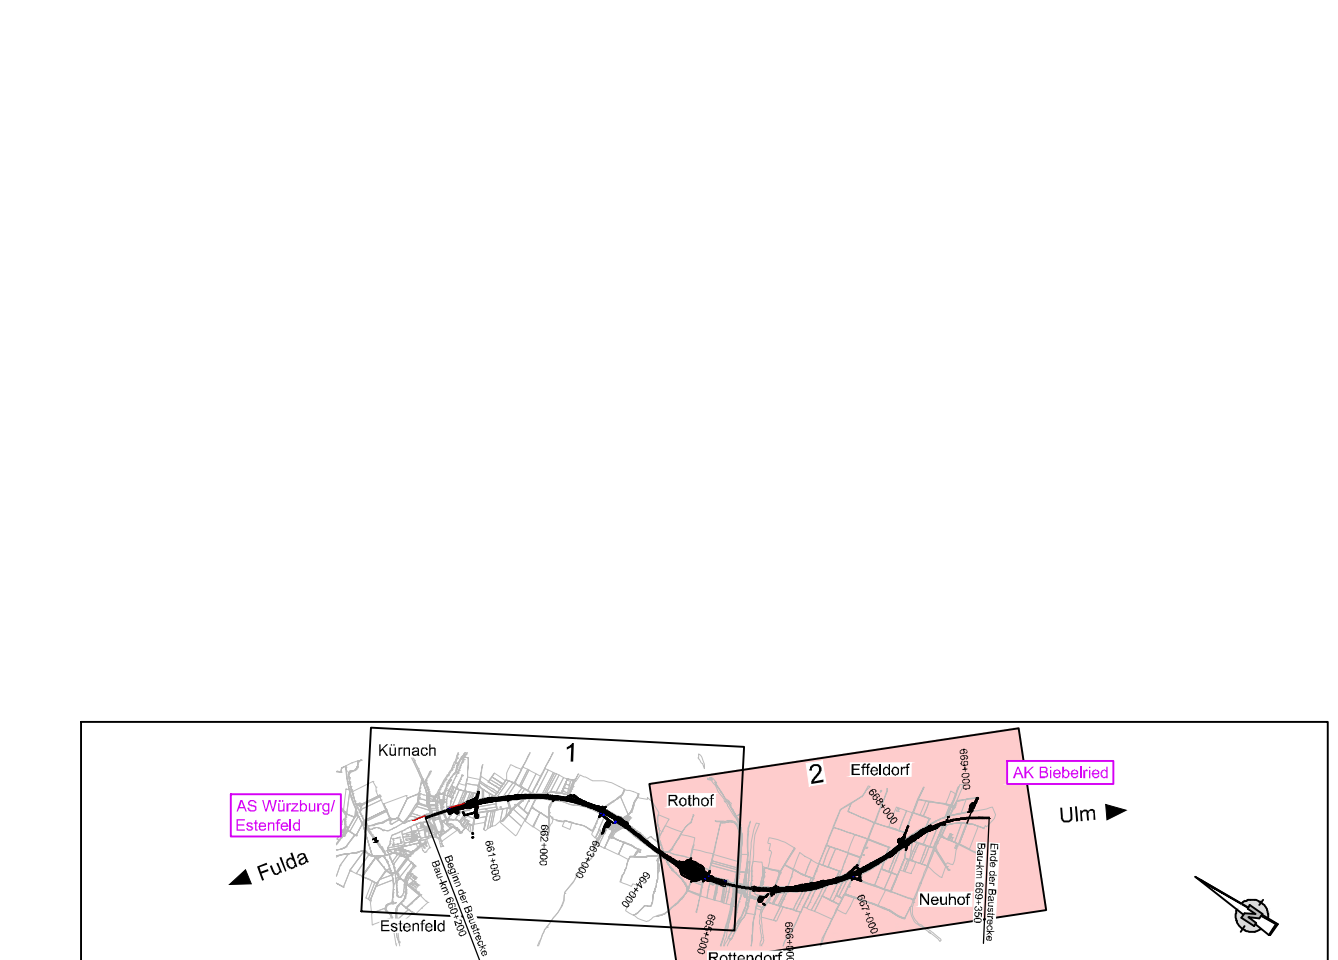 Kürnach
1
2
Effeldorf
669+000
AK Biebelried
AS Würzburg/
Estenfeld
Rothof
668+000
Ulm
Fulda
661+000
662+000
663+000
664+000
Beginn der Baustrecke
Bau-km 660+200
Ende der Baustrecke
Bau-km 669+350
Neuhof
667+000
Estenfeld
665+000
666+000
Rottendorf
N